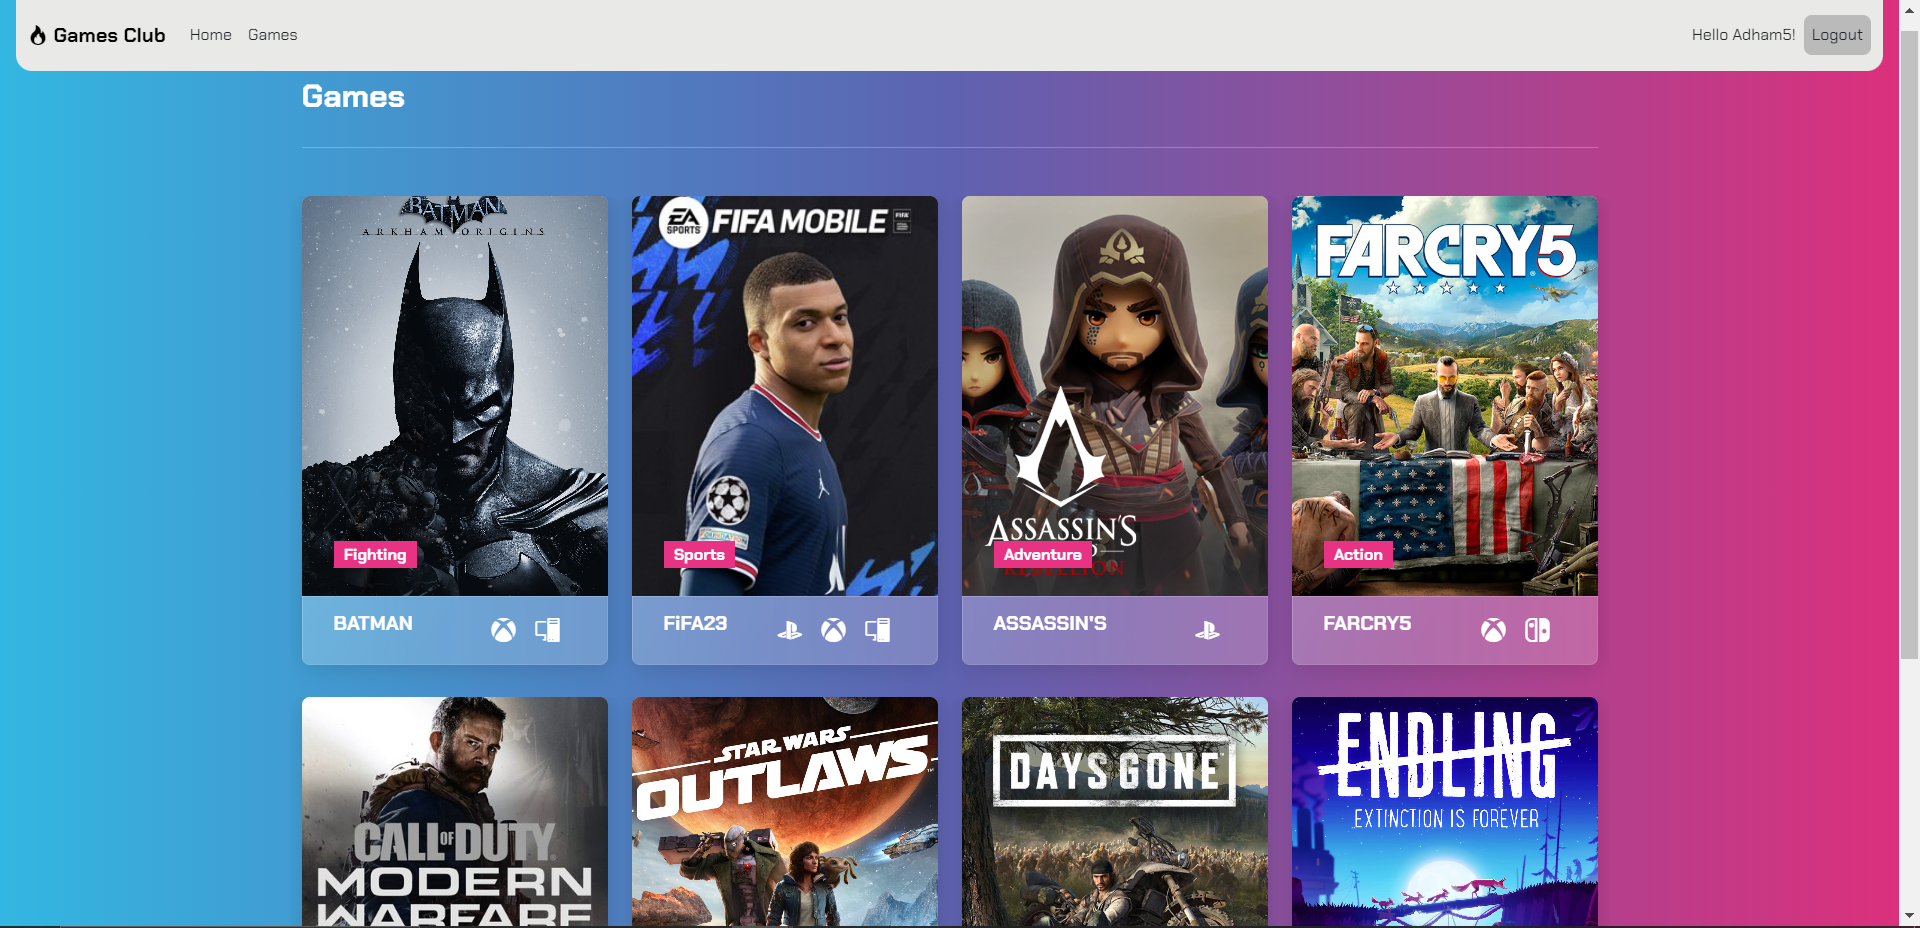 Games Club
Home
Games
Hello Adham5!
Logout
Games
BATMAN
ARKHAM ORIGINS
Fighting
BATMAN
EA
SPORTS
FIFA MOBILE
FIFA
Sports
FiFA23
ASSASSIN'S
Adventure
REBELLION
ASSASSIN'S
FARCRY5
Action
FARCRY5
CALL OF DUTY
MODERN
WARFARE
STAR WARS
OUTLAWS
DAYS GONE
ENDLING
EXTINCTION IS FOREVER